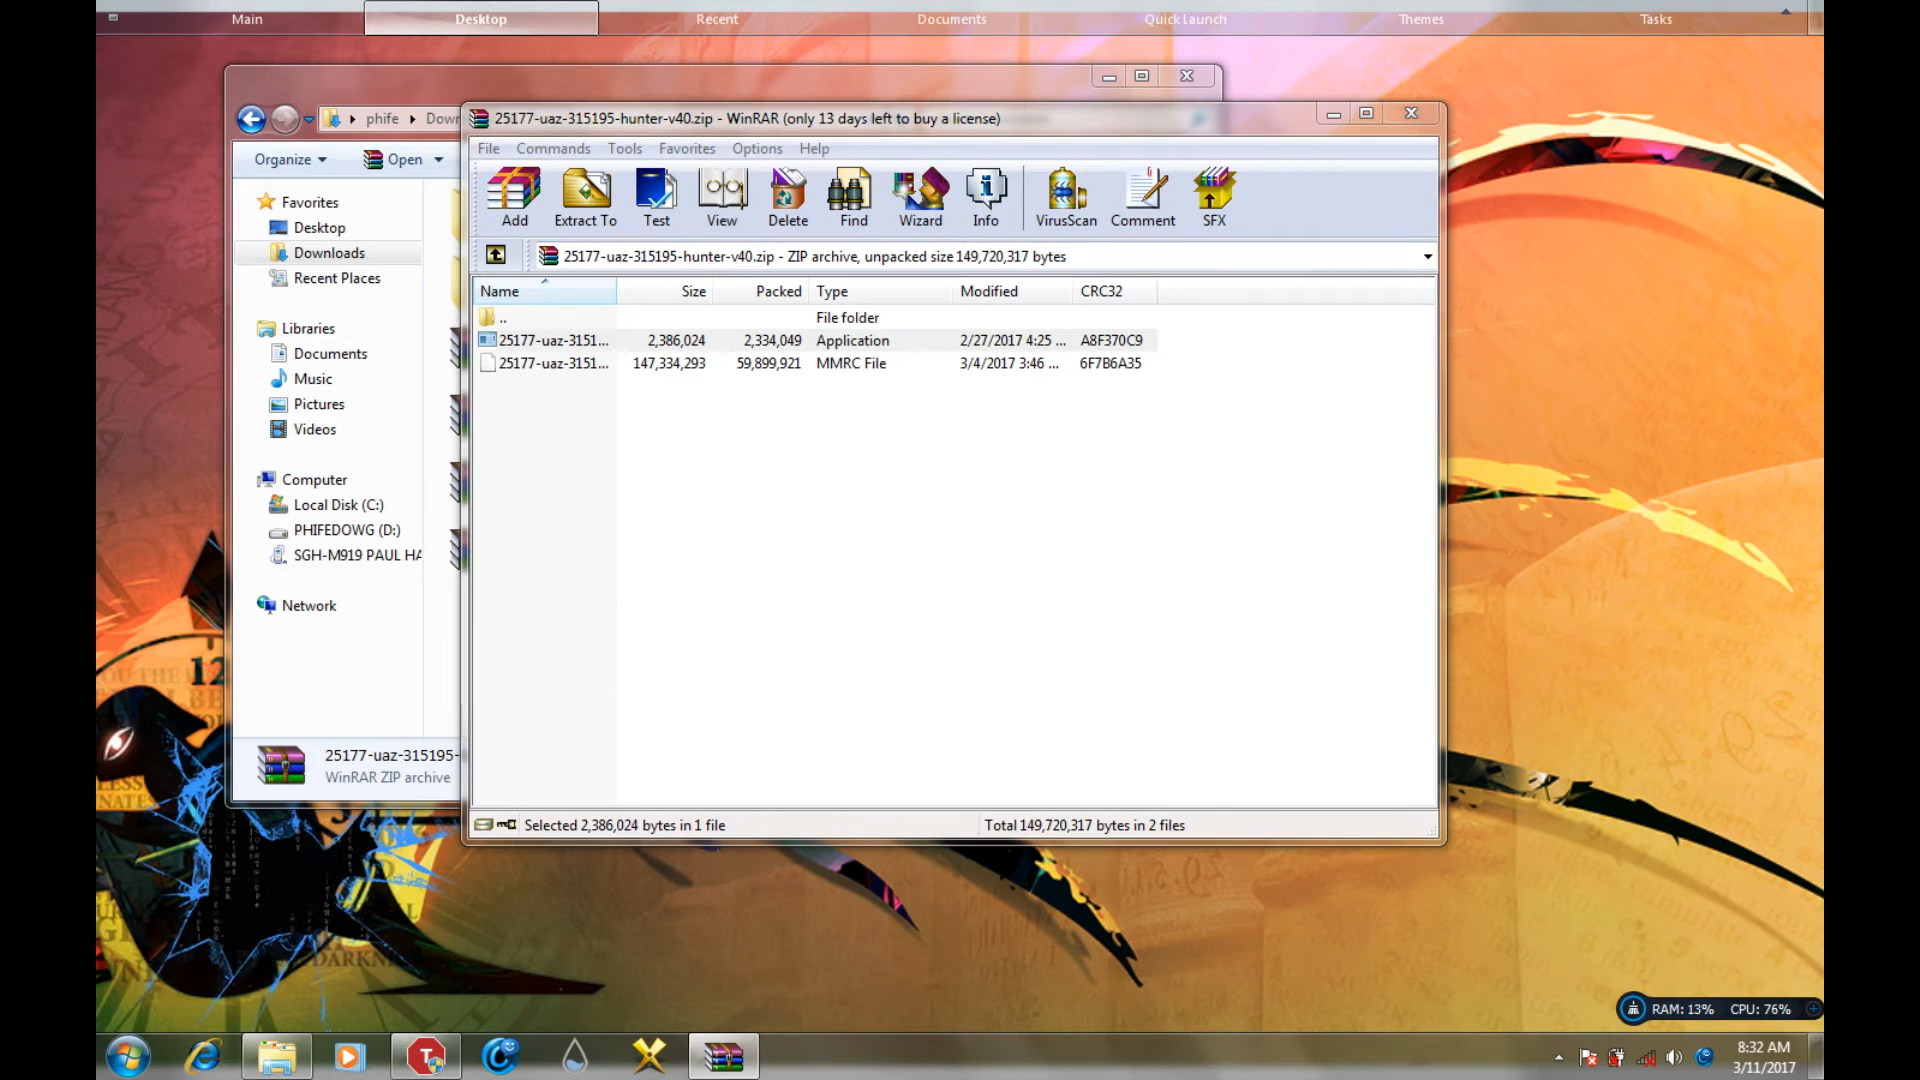 Main Desktop Recent Documents Quick Launch Themes Tasks
phife Down
25177-uaz-315195-hunter-v40.zip - WinRAR (only 13 days left to buy a license)
File Commands Tools Favorites Options Help
Organize Open
Add Extract To Test View Delete Find Wizard Info VirusScan Comment SFX
25177-uaz-315195-hunter-v40.zip - ZIP archive, unpacked size 149,720,317 bytes
Name Size Packed Type Modified CRC32
.. File folder
25177-uaz-3151... 2,386,024 2,334,049 Application 2/27/2017 4:25 ... A8F370C9
25177-uaz-3151... 147,334,293 59,899,921 MMRC File 3/4/2017 3:46 ... 6F7B6A35
Favorites
Desktop
Downloads
Recent Places
Libraries
Documents
Music
Pictures
Videos
Computer
Local Disk (C:)
PHIFEDOWG (D:)
SGH-M919 PAUL HA
Network
25177-uaz-315195-
WinRAR ZIP archive
Selected 2,386,024 bytes in 1 file
Total 149,720,317 bytes in 2 files
12
DARKN
RAM: 13% CPU: 76%
T
8:32 AM
3/11/2017